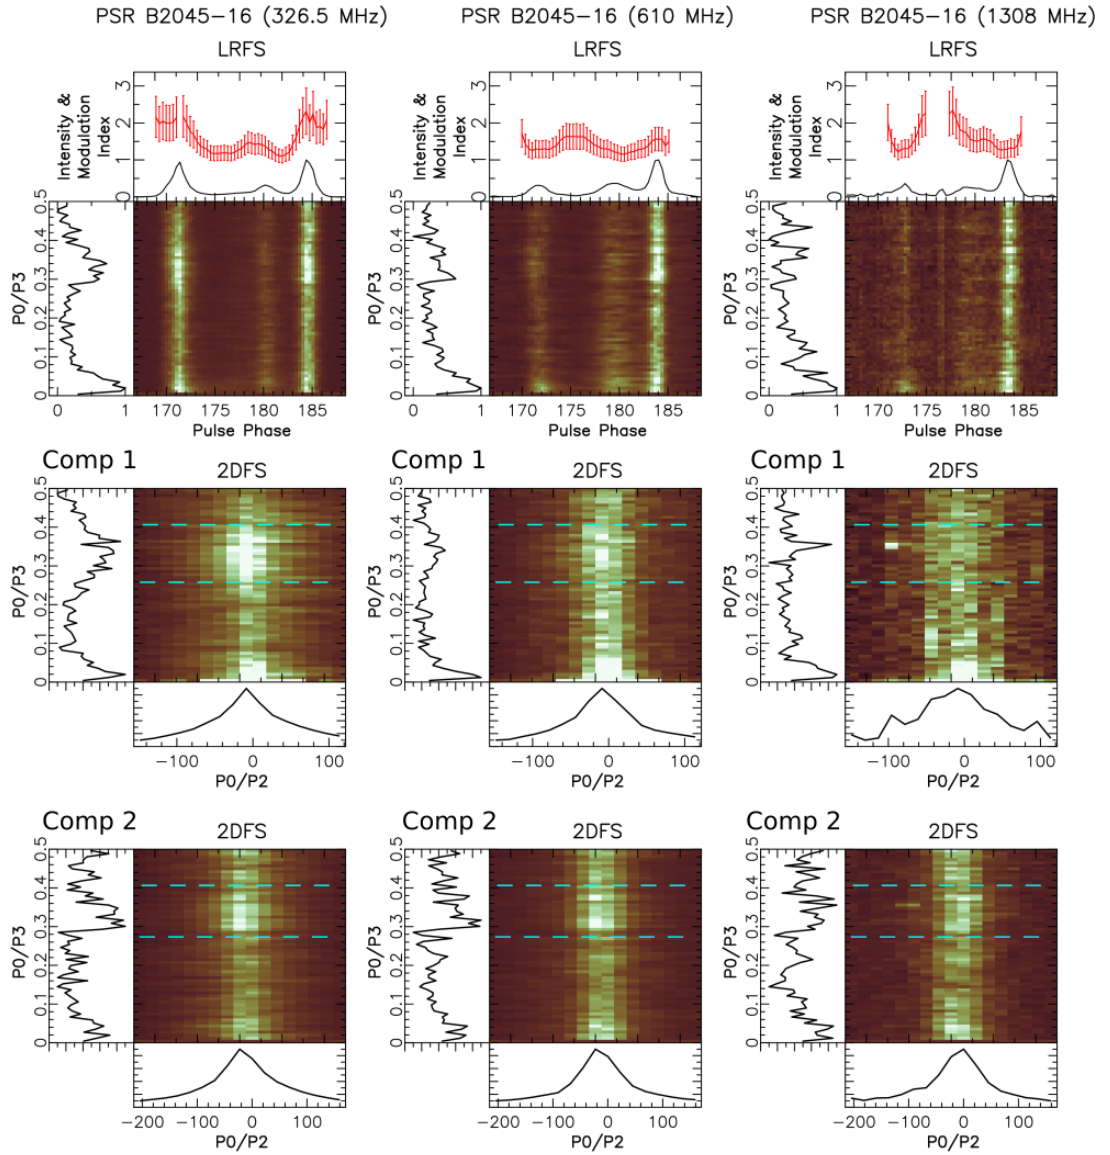 PSR B2045−16 (326.5 MHz) PSR B2045−16 (610 MHz) PSR B2045−16 (1308 MHz)
LRFS LRFS LRFS
Intensity & Modulation Index
0 1 2 3
P0/P3
0 0.1 0.2 0.3 0.4 0.5
0 1 170 175 180 185
Pulse Phase
Intensity & Modulation Index
0 1 2 3
P0/P3
0 0.1 0.2 0.3 0.4 0.5
0 1 170 175 180 185
Pulse Phase
Intensity & Modulation Index
0 1 2 3
P0/P3
0 0.1 0.2 0.3 0.4 0.5
0 1 170 175 180 185
Pulse Phase
Comp 1 Comp 1 Comp 1
2DFS 2DFS 2DFS
P0/P3
0 0.1 0.2 0.3 0.4 0.5
−100 0 100
P0/P2
P0/P3
0 0.1 0.2 0.3 0.4 0.5
−100 0 100
P0/P2
P0/P3
0 0.1 0.2 0.3 0.4 0.5
−100 0 100
P0/P2
Comp 2 Comp 2 Comp 2
2DFS 2DFS 2DFS
P0/P3
0 0.1 0.2 0.3 0.4 0.5
−200 −100 0 100
P0/P2
P0/P3
0 0.1 0.2 0.3 0.4 0.5
−200 −100 0 100
P0/P2
P0/P3
0 0.1 0.2 0.3 0.4 0.5
−200 −100 0 100
P0/P2